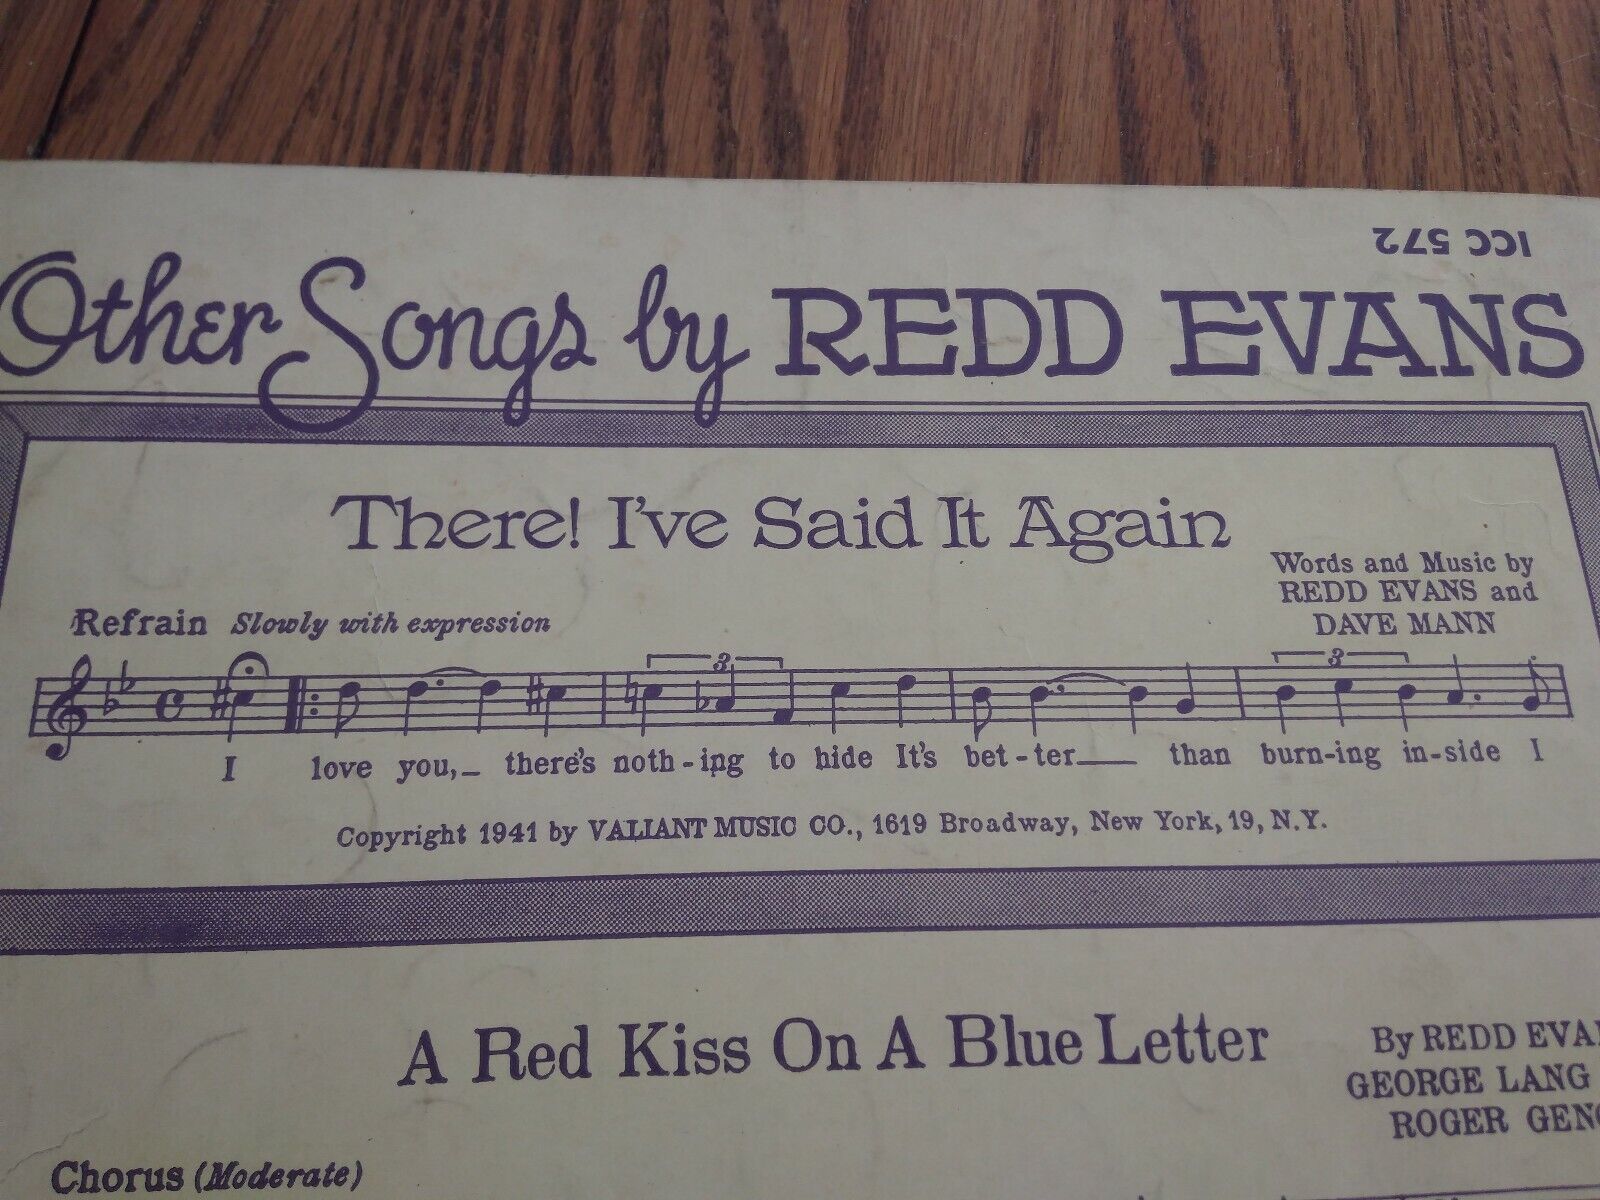 ICC 572
Other Songs by REDD EVANS
There! I've Said It Again
Words and Music by
REDD EVANS and
DAVE MANN
Refrain Slowly with expression
3 3
I love you,_ there's noth-ing to hide It's bet-ter___ than burn-ing in-side I
Copyright 1941 by VALIANT MUSIC CO., 1619 Broadway, New York, 19, N.Y.
A Red Kiss On A Blue Letter
By REDD
GEORGE LANG
ROGER
Chorus (Moderate)